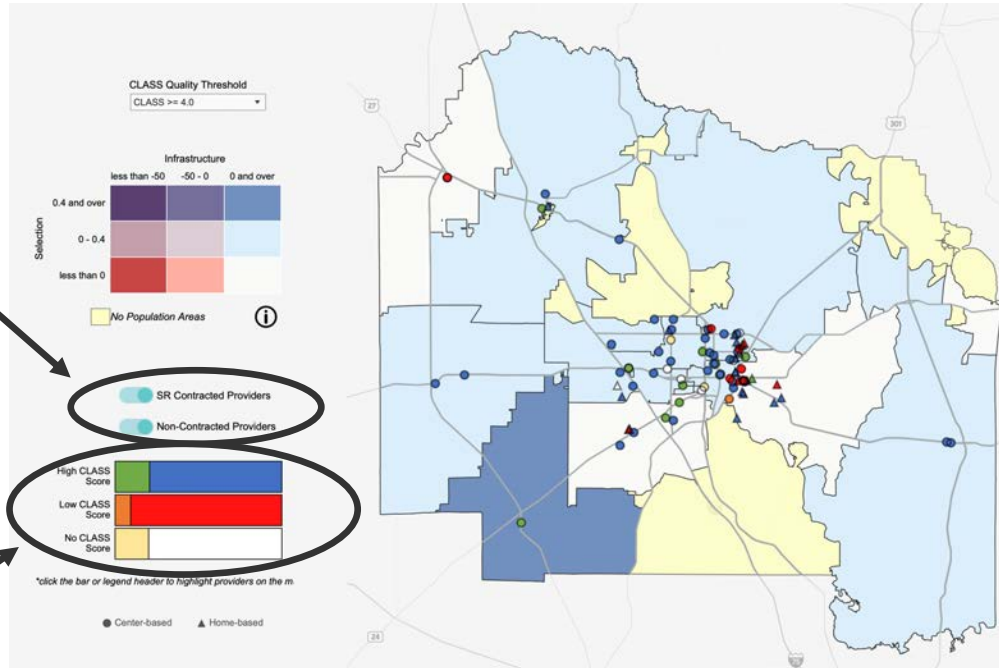 CLASS Quality Threshold
CLASS >= 4.0
Infrastructure
less than -50 -50 - 0 0 and over
Selection
0.4 and over
0 - 0.4
less than 0
No Population Areas
SR Contracted Providers
Non-Contracted Providers
High CLASS
Score
Low CLASS
Score
No CLASS
Score
*click the bar or legend header to highlight providers on the m
Center-based Home-based
27
301
24